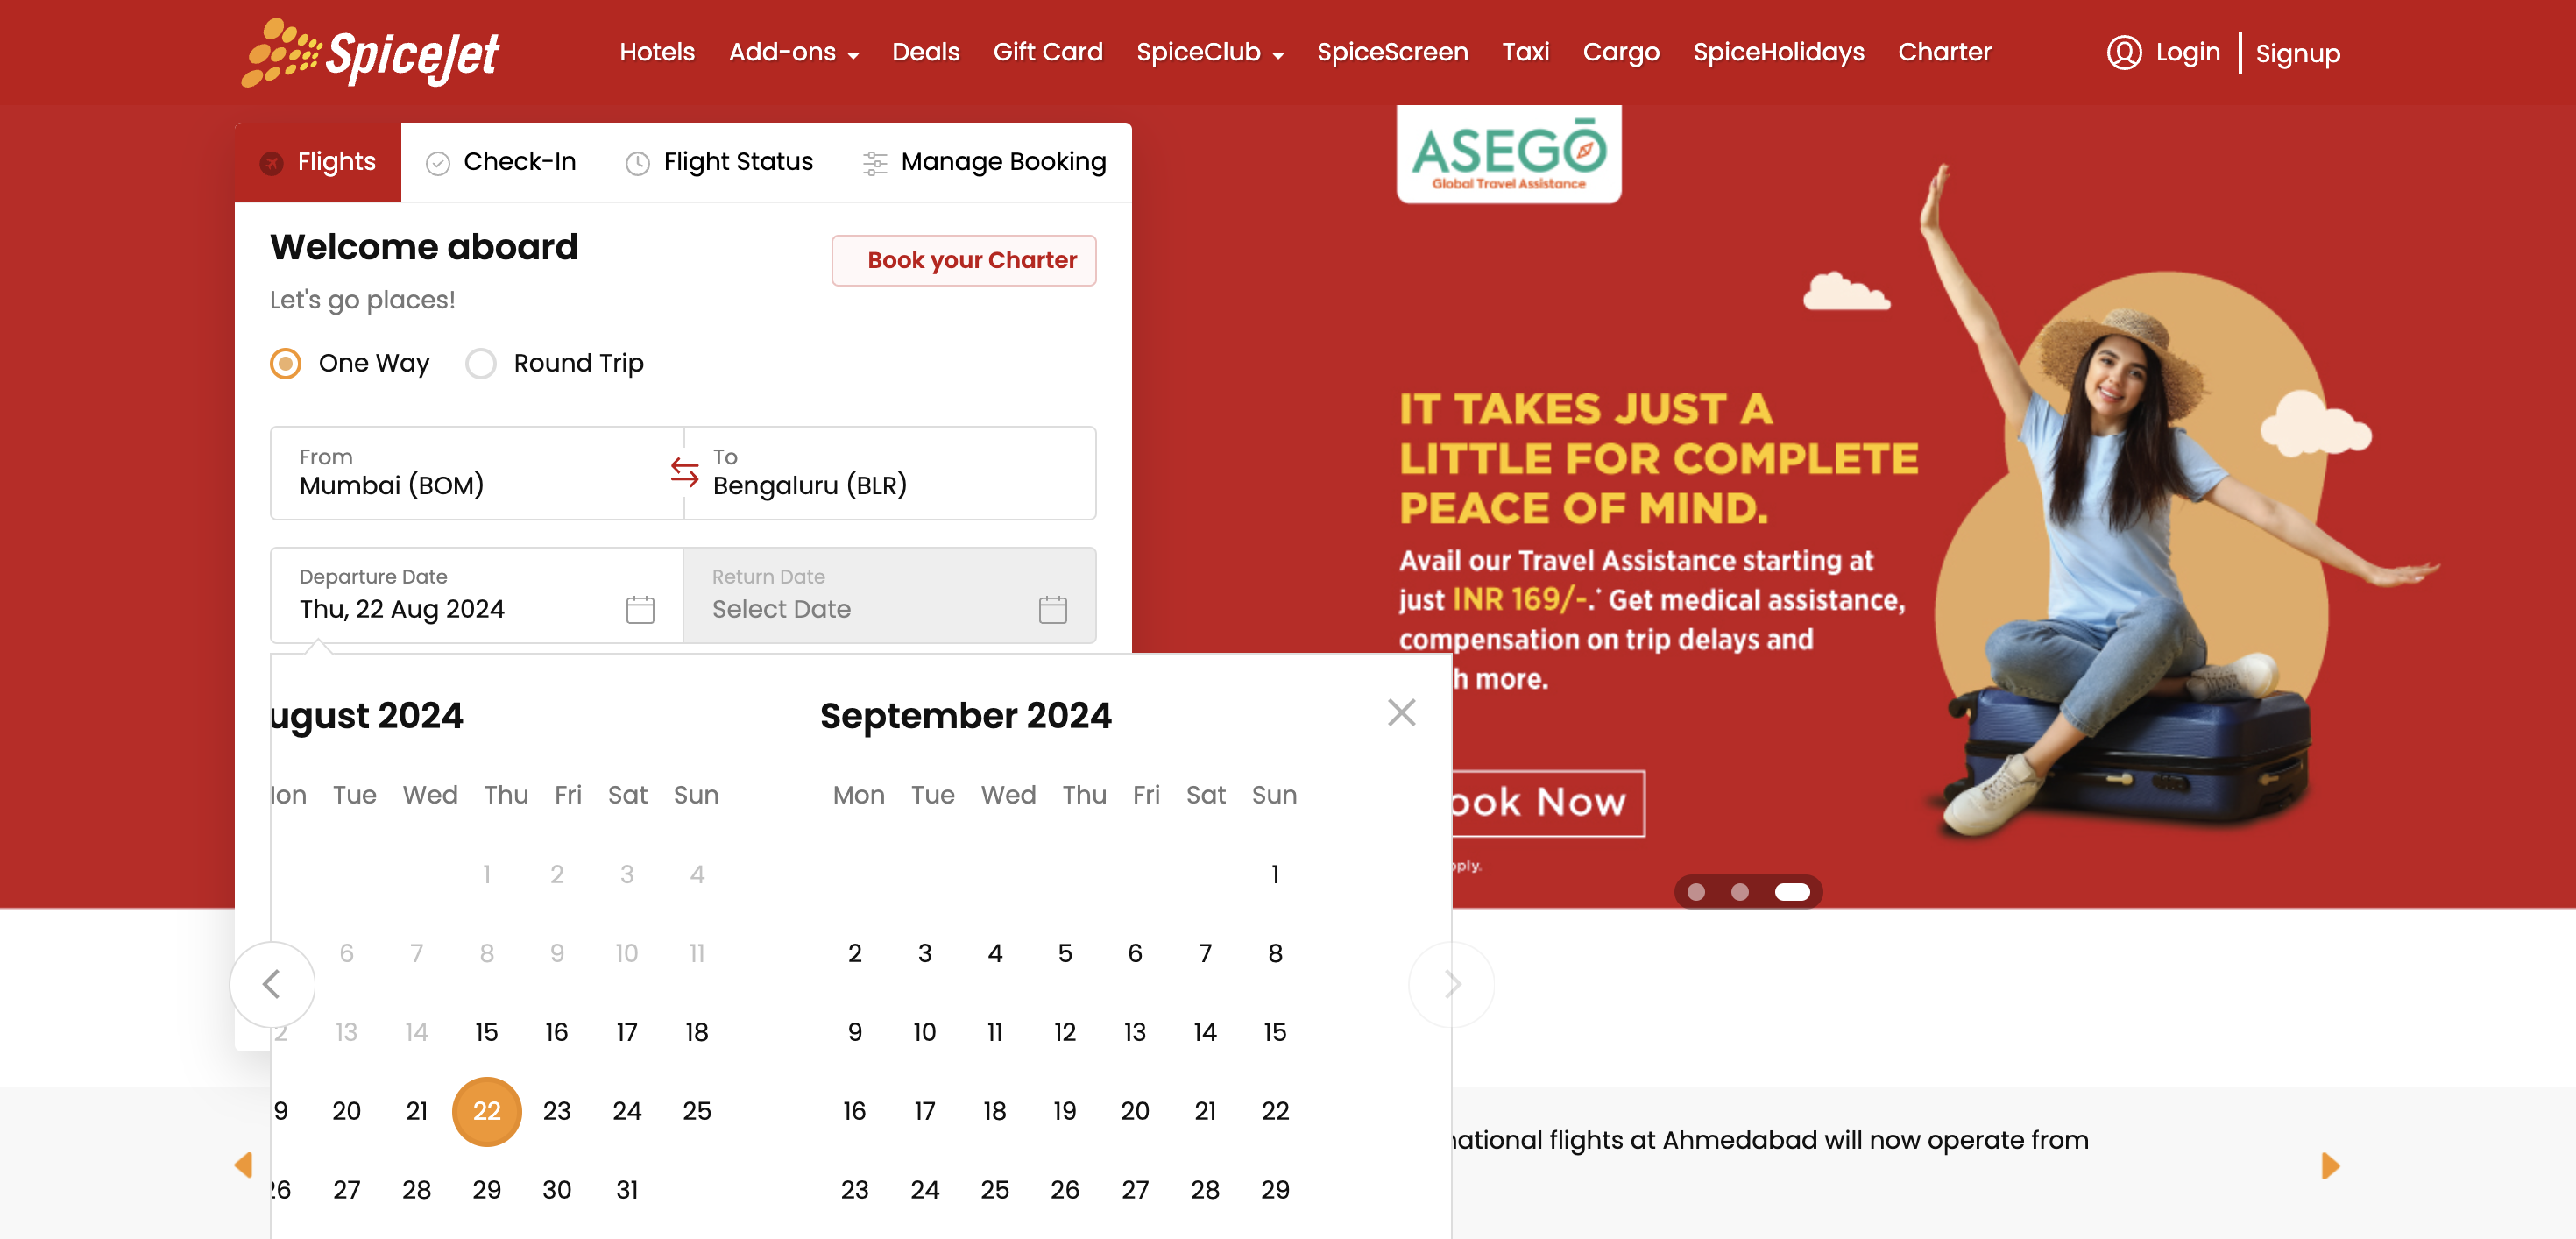 SpiceJet
Hotels Add-ons Deals Gift Card SpiceClub SpiceScreen Taxi Cargo SpiceHolidays Charter Login Signup
Flights Check-In Flight Status Manage Booking
Welcome aboard
Book your Charter
Let's go places!
One Way Round Trip
From
Mumbai (BOM)
To
Bengaluru (BLR)
Departure Date
Thu, 22 Aug 2024
Return Date
Select Date
ugust 2024
on Tue Wed Thu Fri Sat Sun
1 2 3 4
6 7 8 9 10 11
2 13 14 15 16 17 18
9 20 21 22 23 24 25
26 27 28 29 30 31
September 2024
Mon Tue Wed Thu Fri Sat Sun
1
2 3 4 5 6 7 8
9 10 11 12 13 14 15
16 17 18 19 20 21 22
23 24 25 26 27 28 29
ASEGŌ
Global Travel Assistance
IT TAKES JUST A
LITTLE FOR COMPLETE
PEACE OF MIND.
Avail our Travel Assistance starting at
just INR 169/-.* Get medical assistance,
compensation on trip delays and
h more.
ook Now
pply.
national flights at Ahmedabad will now operate from